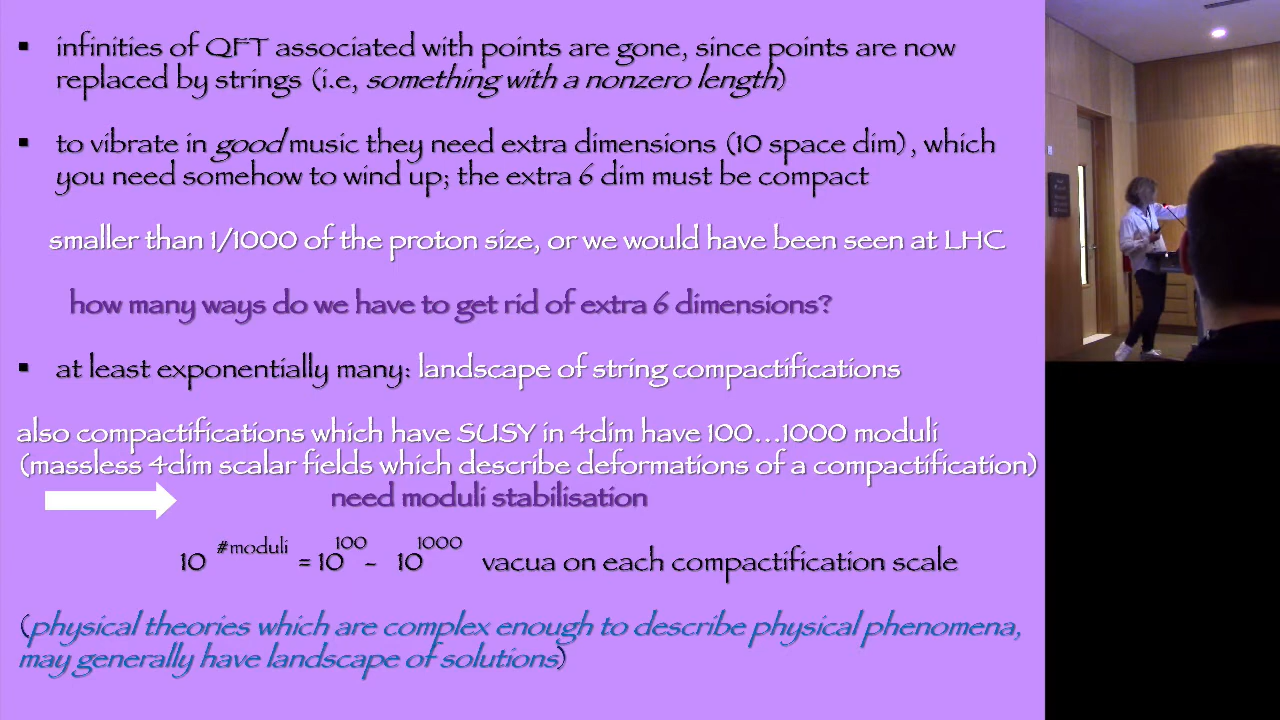 ▪ infinities of QFT associated with points are gone, since points are now
replaced by strings (i.e, something with a nonzero length)
▪ to vibrate in good music they need extra dimensions (10 space dim) , which
you need somehow to wind up; the extra 6 dim must be compact
smaller than 1/1000 of the proton size, or we would have been seen at LHC
how many ways do we have to get rid of extra 6 dimensions?
▪ at least exponentially many: landscape of string compactifications
also compactifications which have SUSY in 4dim have 100...1000 moduli
(massless 4dim scalar fields which describe deformations of a compactification)
need moduli stabilisation
10 #moduli = 10 100 - 10 1000 vacua on each compactification scale
(physical theories which are complex enough to describe physical phenomena,
may generally have landscape of solutions)